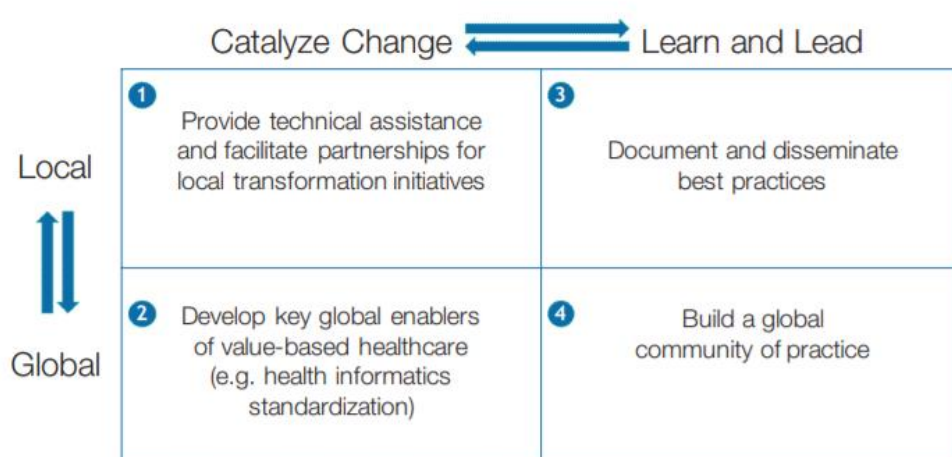 Catalyze Change
Learn and Lead
Local
Global
1
Provide technical assistance
and facilitate partnerships for
local transformation initiatives
3
Document and disseminate
best practices
2
Develop key global enablers
of value-based healthcare
(e.g. health informatics
standardization)
4
Build a global
community of practice